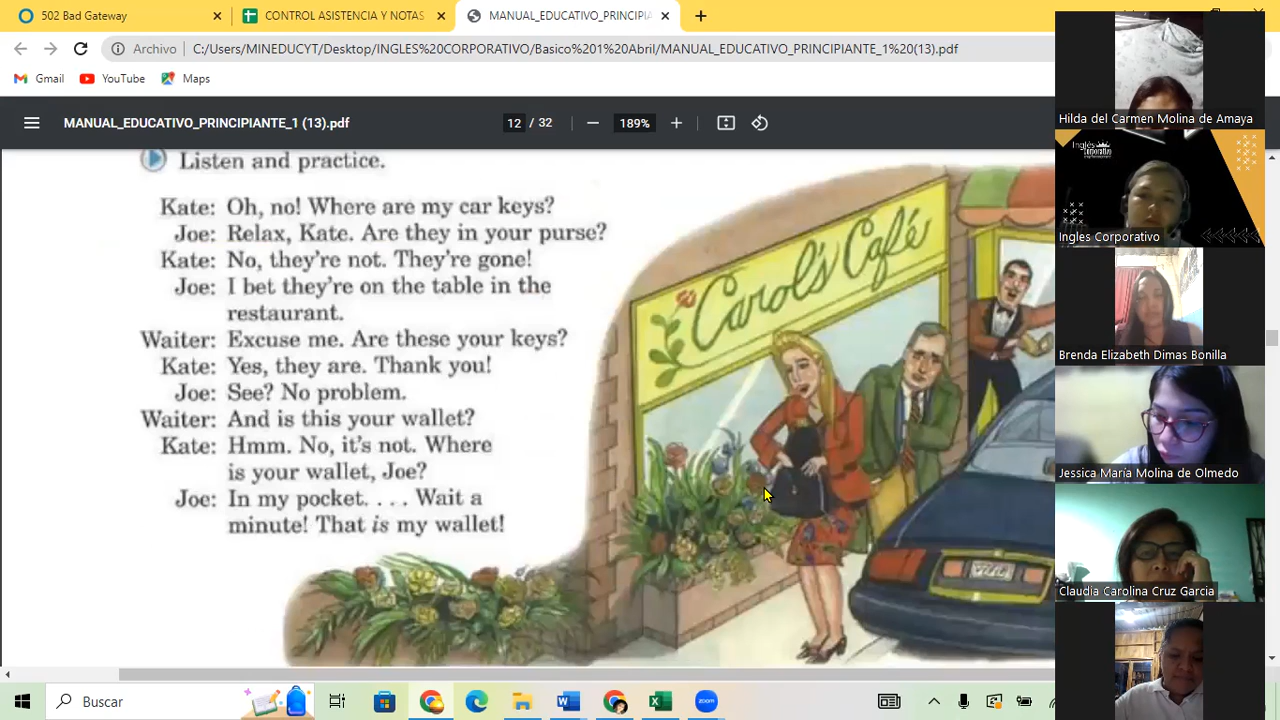 502 Bad Gateway
CONTROL ASISTENCIA Y NOTAS
MANUAL_EDUCATIVO_PRINCIPIA
Archivo
C:/Users/MINEDUCYT/Desktop/INGLES%20CORPORATIVO/Basico%201%20Abril/MANUAL_EDUCATIVO_PRINCIPIANTE_1%20(13).pdf
Gmail
YouTube
Maps
MANUAL_EDUCATIVO_PRINCIPIANTE_1 (13).pdf
12 / 32
189%
Listen and practice.
Kate: Oh, no! Where are my car keys?
Joe: Relax, Kate. Are they in your purse?
Kate: No, they're not. They're gone!
Joe: I bet they're on the table in the
restaurant.
Waiter: Excuse me. Are these your keys?
Kate: Yes, they are. Thank you!
Joe: See? No problem.
Waiter: And is this your wallet?
Kate: Hmm. No, it's not. Where
is your wallet, Joe?
Joe: In my pocket. . . . Wait a
minute! That is my wallet!
Carol's Café
Hilda del Carmen Molina de Amaya
Inglés
Corporativo
Ingles Corporativo
Brenda Elizabeth Dimas Bonilla
Jessica María Molina de Olmedo
Claudia Carolina Cruz Garcia
Buscar